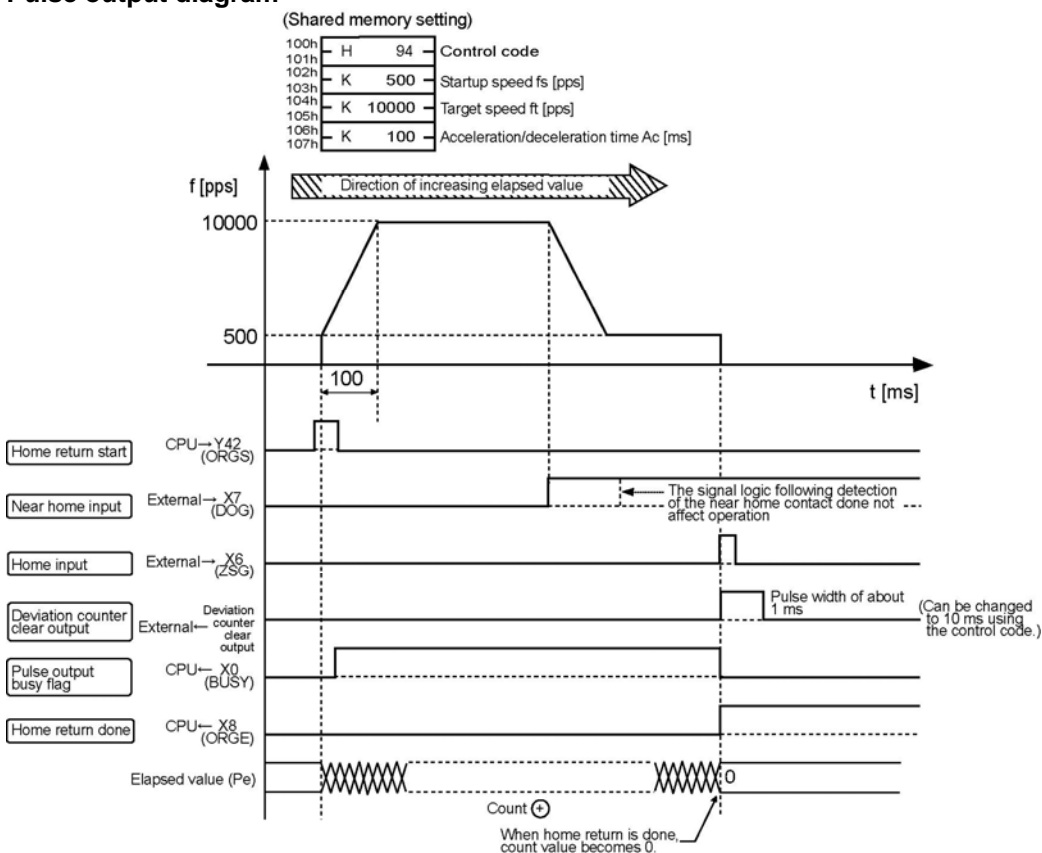 Pulse output diagram
(Shared memory setting)
100h
101h
H 94
Control code
102h
103h
K 500
Startup speed fs [pps]
104h
105h
K 10000
Target speed ft [pps]
106h
107h
K 100
Acceleration/deceleration time Ac [ms]
f [pps]
Direction of increasing elapsed value
10000
500
100
t [ms]
Home return start
CPU→Y42
(ORGS)
Near home input
External→ X7
(DOG)
The signal logic following detection
of the near home contact done not
affect operation
Home input
External→ X6
(ZSG)
Deviation counter
clear output
External←
Deviation
counter
clear
output
Pulse width of about
1 ms
(Can be changed
to 10 ms using
the control code.)
Pulse output
busy flag
CPU← X0
(BUSY)
Home return done
CPU← X8
(ORGE)
Elapsed value (Pe)
0
Count ⊕
When home return is done,
count value becomes 0.